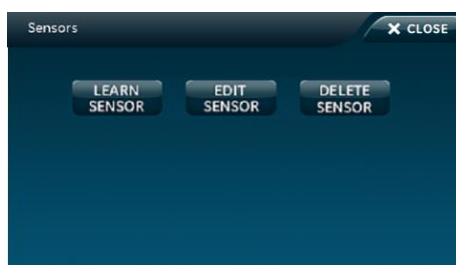 Sensors
X CLOSE
LEARN SENSOR
EDIT SENSOR
DELETE SENSOR